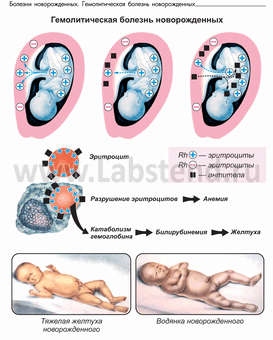 Болезни новорожденных. Гемолитическая болезнь новорожденных
Гемолитическая болезнь новорожденных
Эритроцит
Rh + — эритроциты
Rh − — эритроциты
■ — антитела
www.Labstend.ru
Разрушение эритроцитов → Анемия
Катаболизм гемоглобина → Билирубинемия → Желтуха
Тяжелая желтуха новорожденного
Водянка новорожденного